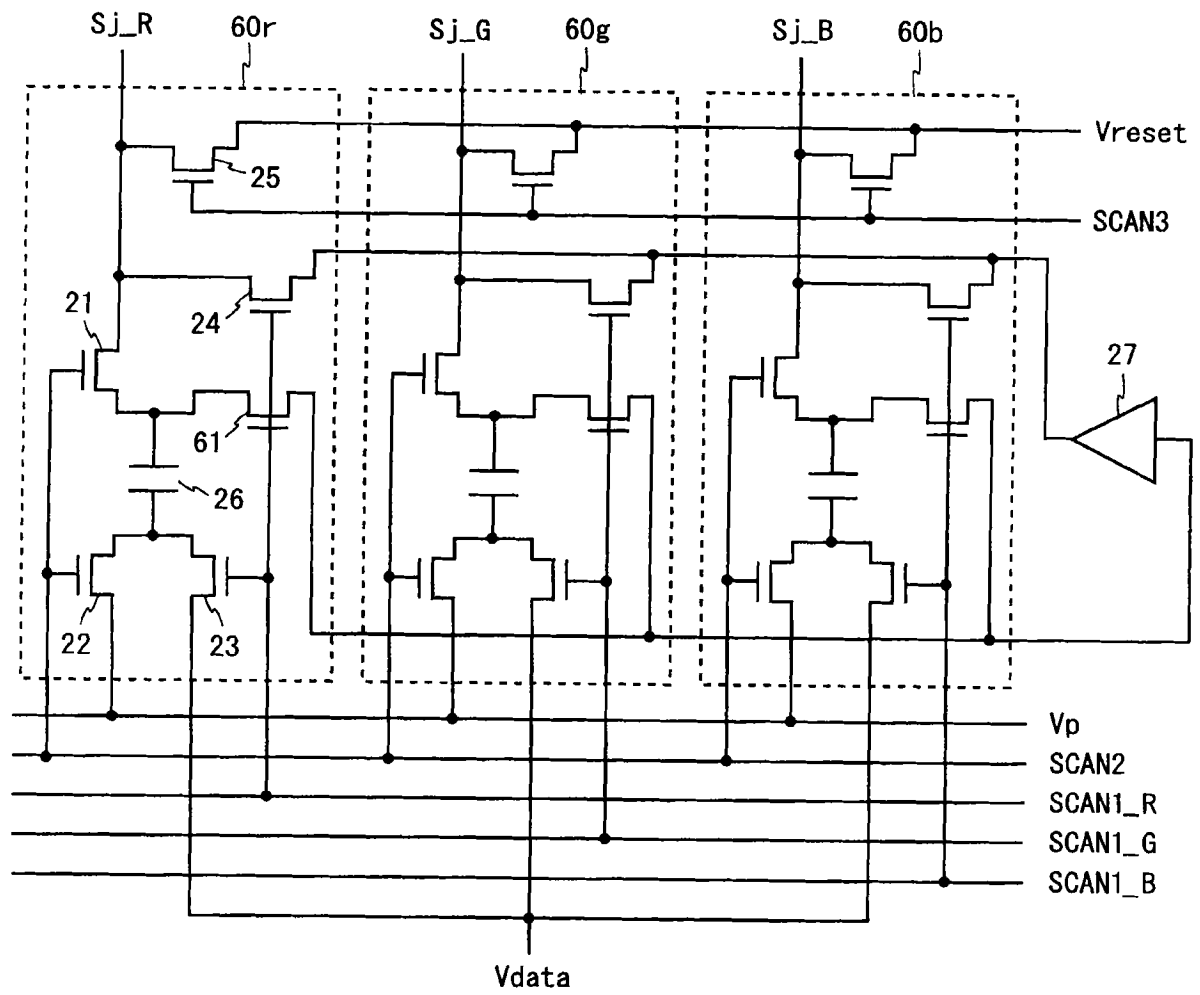 Sj_R
60r
Sj_G
60g
Sj_B
60b
Vreset
25
SCAN3
21
24
27
61
26
22
23
Vp
SCAN2
SCAN1_R
SCAN1_G
SCAN1_B
Vdata